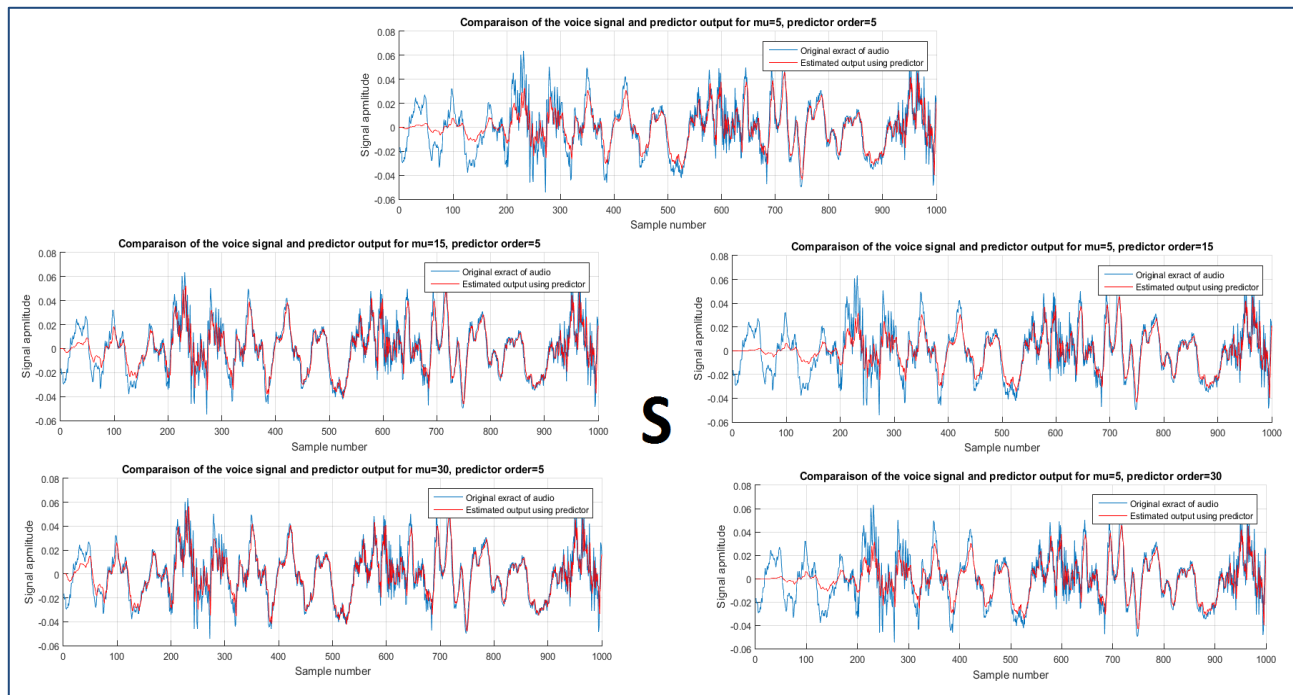 Comparaison of the voice signal and predictor output for mu=5, predictor order=5
0.08
0.06
0.04
0.02
0
-0.02
-0.04
-0.06
Signal apmlitude
Original exract of audio
Estimated output using predictor
0 100 200 300 400 500 600 700 800 900 1000
Sample number
Comparaison of the voice signal and predictor output for mu=15, predictor order=5
0.08
0.06
0.04
0.02
0
-0.02
-0.04
-0.06
Signal apmlitude
Original exract of audio
Estimated output using predictor
0 100 200 300 400 500 600 700 800 900 1000
Sample number
Comparaison of the voice signal and predictor output for mu=5, predictor order=15
0.08
0.06
0.04
0.02
0
-0.02
-0.04
-0.06
Signal apmlitude
Original exract of audio
Estimated output using predictor
0 100 200 300 400 500 600 700 800 900 1000
Sample number
S
Comparaison of the voice signal and predictor output for mu=30, predictor order=5
0.08
0.06
0.04
0.02
0
-0.02
-0.04
-0.06
Signal apmlitude
Original exract of audio
Estimated output using predictor
0 100 200 300 400 500 600 700 800 900 1000
Sample number
Comparaison of the voice signal and predictor output for mu=5, predictor order=30
0.08
0.06
0.04
0.02
0
-0.02
-0.04
-0.06
Signal apmlitude
Original exract of audio
Estimated output using predictor
0 100 200 300 400 500 600 700 800 900 1000
Sample number